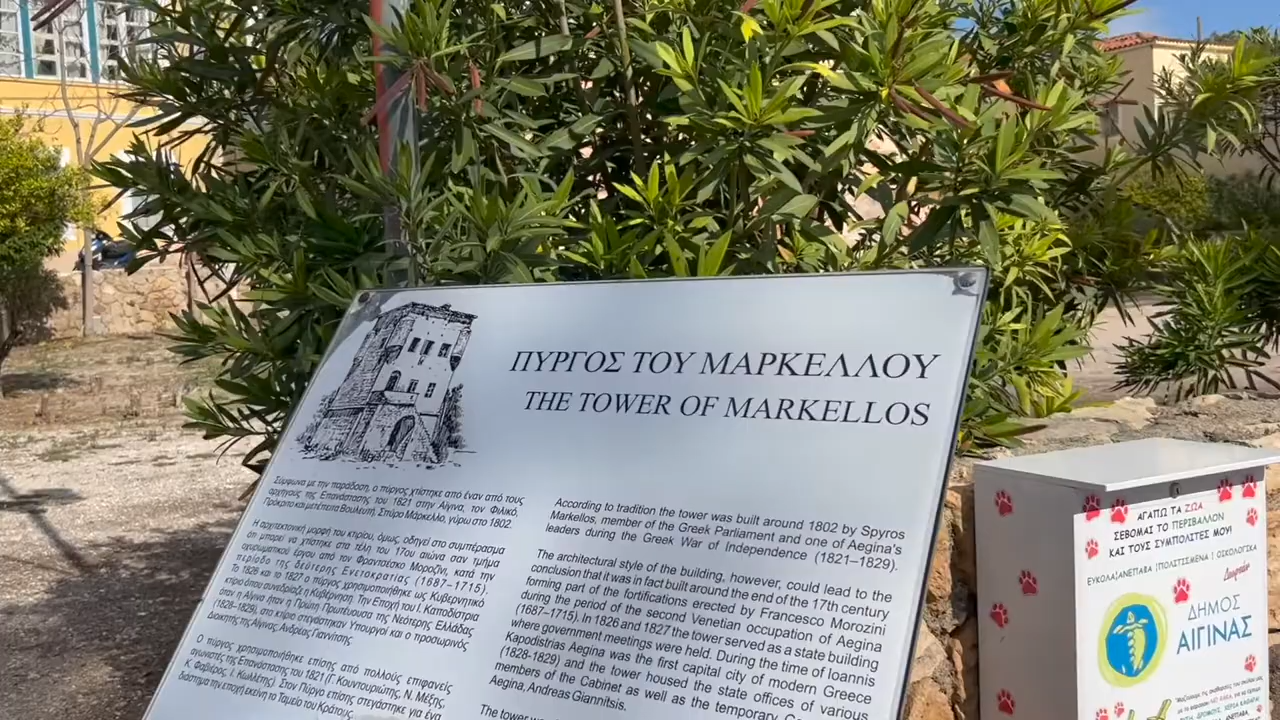 ΠΥΡΓΟΣ ΤΟΥ ΜΑΡΚΕΛΛΟΥ
THE TOWER OF MARKELLOS
Σύμφωνα με την παράδοση, ο πύργος χτίστηκε από έναν από τους
αρχηγούς της Επανάστασης του 1821 στην Αίγινα, τον Φιλικό,
Πρόκριτο και μετέπειτα Βουλευτή, Σπύρο Μάρκελλο, γύρω στο 1802.
Η αρχιτεκτονική μορφή του κτιρίου, όμως, οδηγεί στο συμπέρασμα
ότι μπορεί να χτίστηκε στα τέλη του 17ου αιώνα σαν τμήμα
οχυρωματικού έργου από τον Φραντσέσκο Μοροζίνι, κατά την
περίοδο της δεύτερης Ενετοκρατίας (1687-1715).
Το 1826 και το 1827 ο πύργος χρησιμοποιήθηκε ως Κυβερνητικό
κτίριο όπου συνεδρίαζε η Κυβέρνηση. Την Εποχή του Ι. Καποδίστρια
όταν η Αίγινα ήταν η Πρώτη Πρωτεύουσα της Νεότερης Ελλάδας
(1828-1829), στο κτίριο στεγάστηκαν Υπουργοί και ο προσωρινός
Διοικητής της Αίγινας Ανδρέας Γιαννίτσης.
Ο πύργος χρησιμοποιήθηκε επίσης από πολλούς επιφανείς
αγωνιστές της Επανάστασης του 1821 (Γ. Κουντουριώτης, Ν. Μέξης,
Κ. Φαβιέρος, Ι. Κωλλέτης). Στον Πύργο επίσης στεγάστηκε για ένα
διάστημα την εποχή εκείνη το Ταμείο του Κράτους.
According to tradition the tower was built around 1802 by Spyros
Markellos, member of the Greek Parliament and one of Aegina's
leaders during the Greek War of Independence (1821–1829).
The architectural style of the building, however, could lead to the
conclusion that it was in fact built around the end of the 17th century
forming part of the fortifications erected by Francesco Morozini
during the period of the second Venetian occupation of Aegina
(1687–1715). In 1826 and 1827 the tower served as a state building
where government meetings were held. During the time of Ioannis
Kapodistrias Aegina was the first capital city of modern Greece
(1828-1829) and the tower housed the state offices of various
members of the Cabinet as well as the temporary
Aegina, Andreas Giannitsis.
The tower
ΑΓΑΠΩ ΤΑ ΖΩΑ
ΣΕΒΟΜΑΙ ΤΟ ΠΕΡΙΒΑΛΛΟΝ
ΚΑΙ ΤΟΥΣ ΣΥΜΠΟΛΙΤΕΣ ΜΟΥ!
ΕΥΚΟΛΑ|ΑΝΕΠΑΦΑ|ΠΟΛΙΤΙΣΜΕΝΑ|ΟΙΚΟΛΟΓΙΚΑ
ΔΗΜΟΣ
ΑΙΓΙΝΑΣ